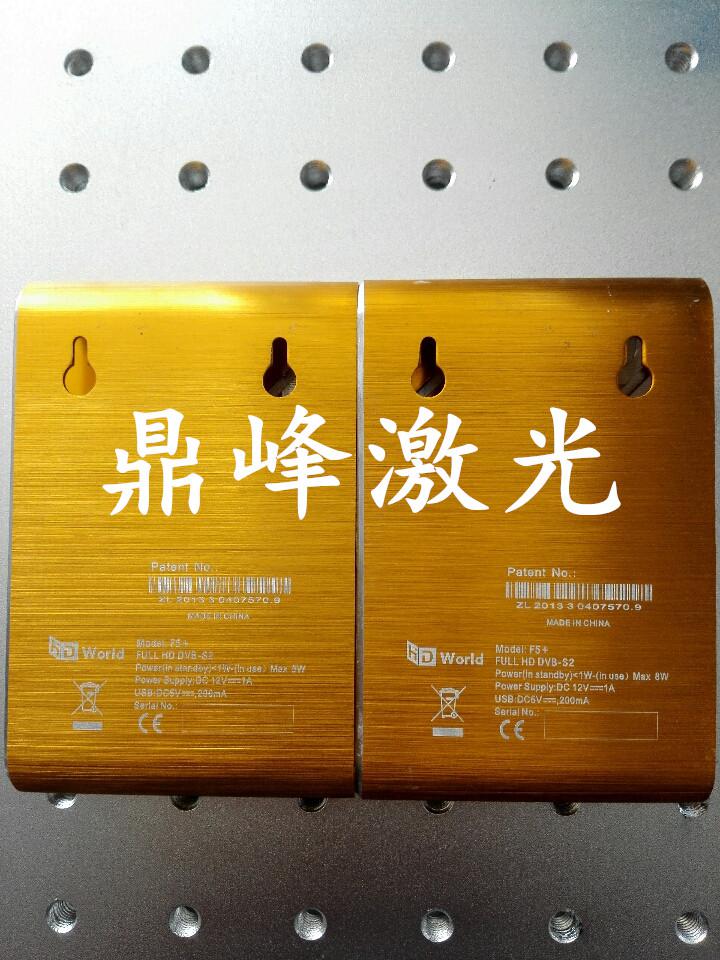 鼎峰激光
Patent No.:
ZL 2013 3 0407570.9
MADE IN CHINA
HD World
Model: F5+
FULL HD DVB-S2
Power(in standby)<1W-(in use) Max 8W
Power Supply:DC 12V⎓1A
USB:DC5V⎓,200mA
Serial No.:
CE
Patent No.:
ZL 2013 3 0407570.9
MADE IN CHINA
HD World
Model: F5+
FULL HD DVB-S2
Power(in standby)<1W-(in use) Max 8W
Power Supply:DC 12V⎓1A
USB:DC5V⎓,200mA
Serial No.:
CE